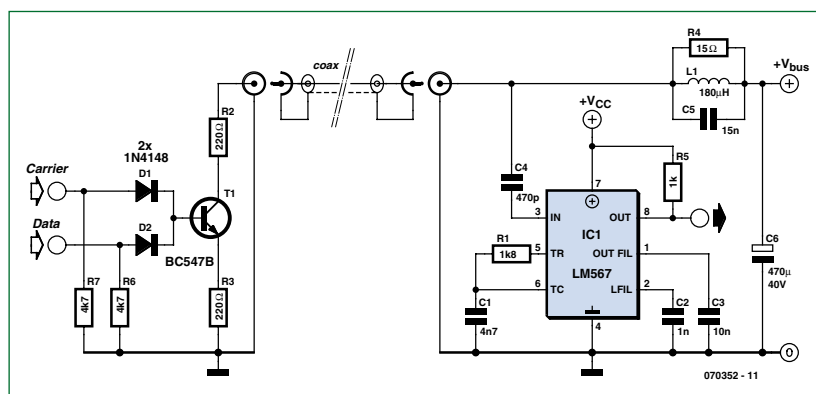 coax
R4
15Ω
+Vbus
L1
180µH
C5
15n
R2
220Ω
+VCC
2x
1N4148
Carrier
D1
T1
C4
470p
R5
1k
7
3
IN
OUT
8
Data
D2
BC547B
R1
1k8
5
TR
IC1
OUT FIL
1
LM567
C6
470µ
40V
R7
4k7
R6
4k7
R3
220Ω
6
TC
LFIL
2
C1
4n7
4
C2
1n
C3
10n
0
070352 - 11